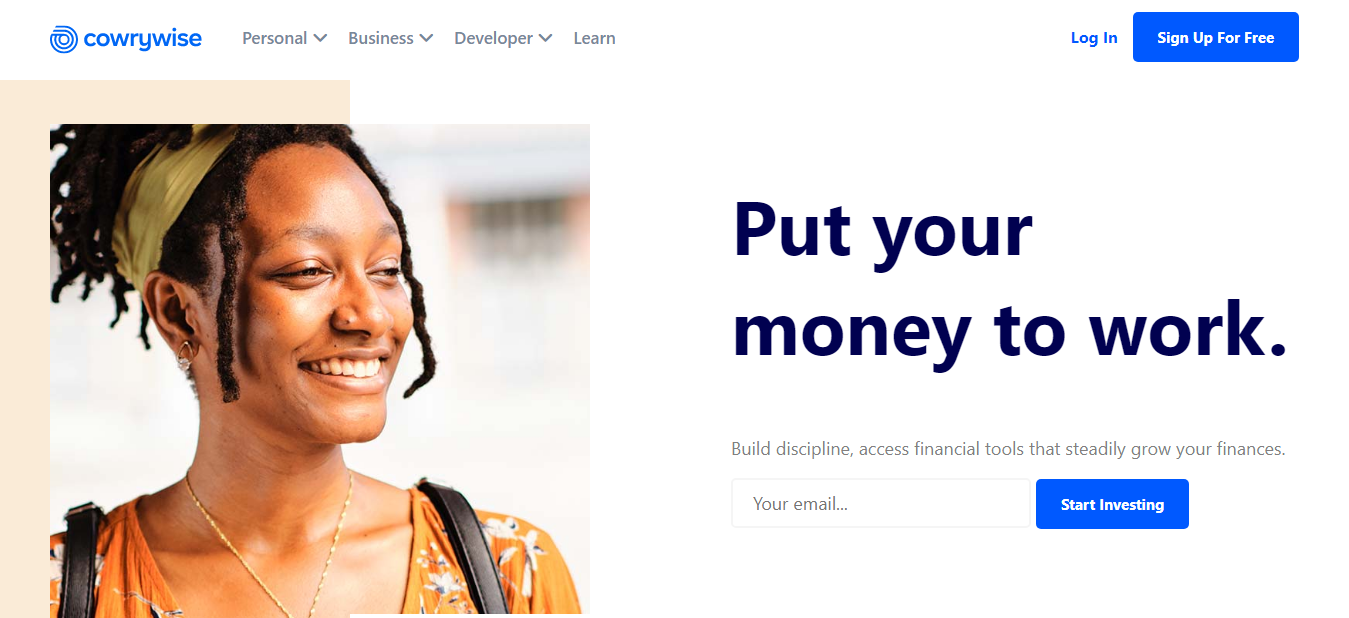 cowrywise Personal Business Developer Learn Log In Sign Up For Free
Put your
money to work.
Build discipline, access financial tools that steadily grow your finances.
Your email... Start Investing